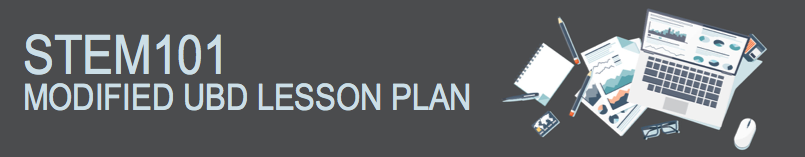 STEM101
MODIFIED UBD LESSON PLAN